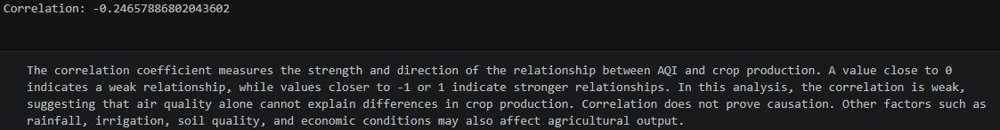 Correlation: -0.24657886802043602
The correlation coefficient measures the strength and direction of the relationship between AQI and crop production. A value close to 0
indicates a weak relationship, while values closer to -1 or 1 indicate stronger relationships. In this analysis, the correlation is weak,
suggesting that air quality alone cannot explain differences in crop production. Correlation does not prove causation. Other factors such as
rainfall, irrigation, soil quality, and economic conditions may also affect agricultural output.